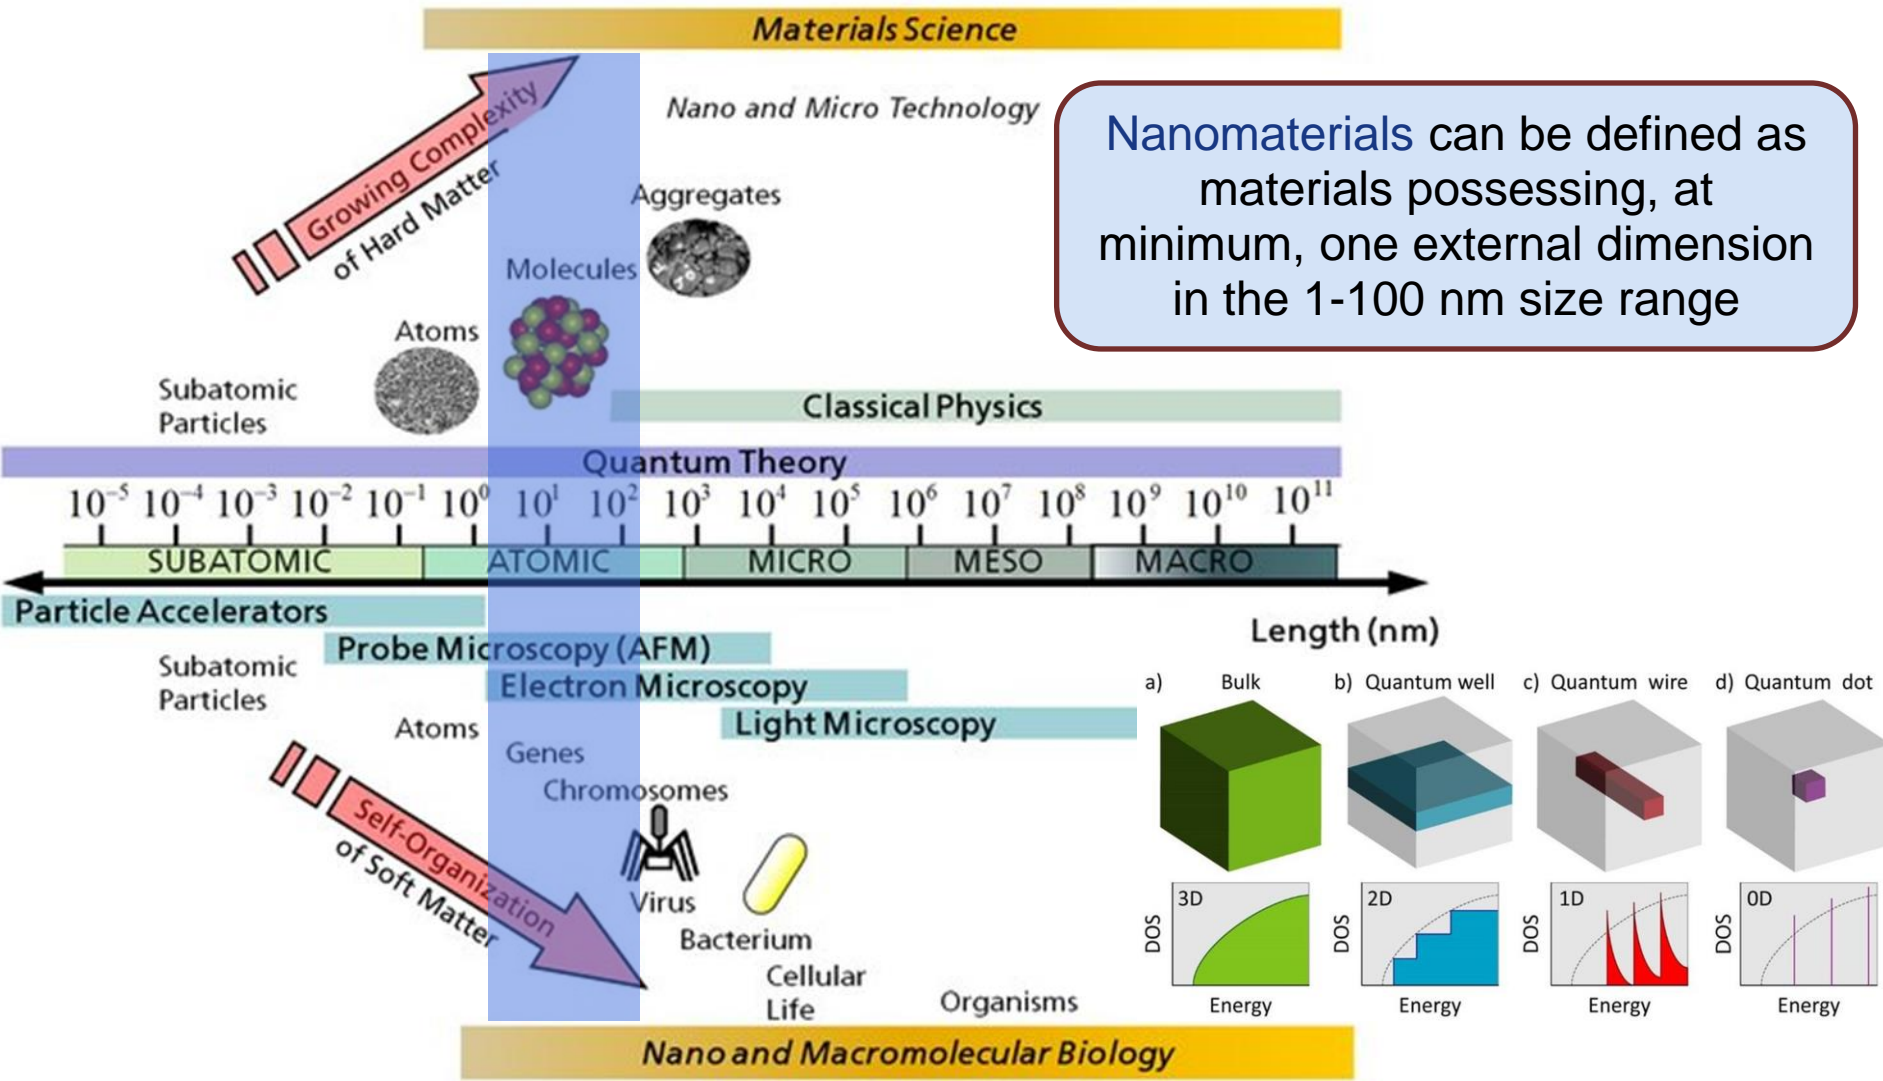 Materials Science
Nano and Micro Technology
Nanomaterials can be defined as
materials possessing, at
minimum, one external dimension
in the 1-100 nm size range
Growing Complexity
of Hard Matter
Aggregates
Molecules
Atoms
Subatomic
Particles
Classical Physics
Quantum Theory
10⁻⁵ 10⁻⁴ 10⁻³ 10⁻² 10⁻¹ 10⁰ 10¹ 10² 10³ 10⁴ 10⁵ 10⁶ 10⁷ 10⁸ 10⁹ 10¹⁰ 10¹¹
SUBATOMIC ATOMIC MICRO MESO MACRO
Particle Accelerators
Length (nm)
Probe Microscopy (AFM)
Subatomic
Particles
Electron Microscopy
Light Microscopy
Atoms
Genes
Chromosomes
Self-Organization
of Soft Matter
Virus
Bacterium
Cellular
Life
Organisms
Nano and Macromolecular Biology
a) Bulk b) Quantum well c) Quantum wire d) Quantum dot
3D 2D 1D 0D
DOS DOS DOS DOS
Energy Energy Energy Energy